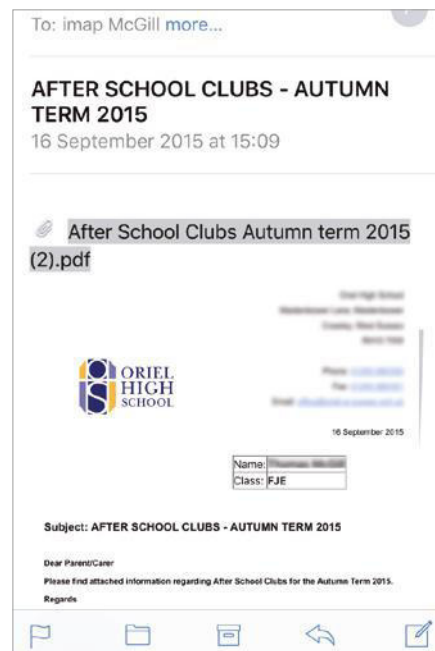 To: imap McGill more...
AFTER SCHOOL CLUBS - AUTUMN
TERM 2015
16 September 2015 at 15:09
After School Clubs Autumn term 2015
(2).pdf
ORIEL
HIGH
SCHOOL
16 September 2015
Name:
Class: FJE
Subject: AFTER SCHOOL CLUBS - AUTUMN TERM 2015
Dear Parent/Carer
Please find attached information regarding After School Clubs for the Autumn Term 2015.
Regards